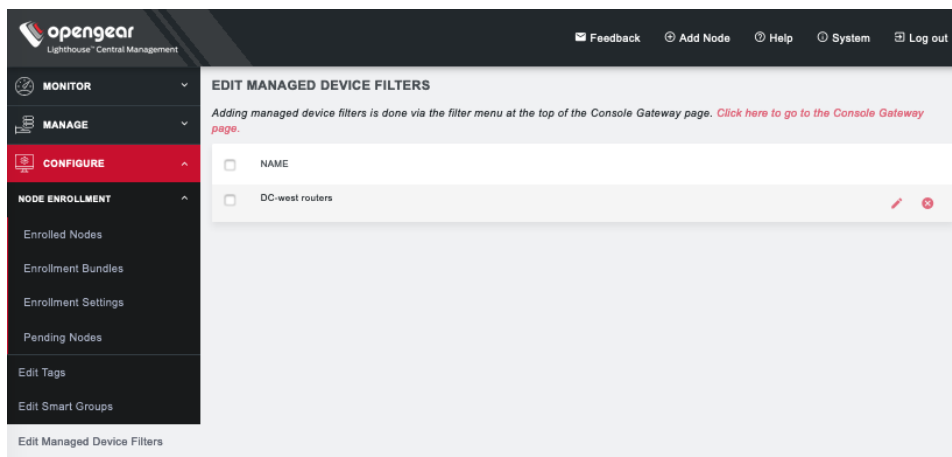 opengear
Lighthouse™ Central Management
Feedback
Add Node
Help
System
Log out
MONITOR
MANAGE
CONFIGURE
NODE ENROLLMENT
Enrolled Nodes
Enrollment Bundles
Enrollment Settings
Pending Nodes
Edit Tags
Edit Smart Groups
Edit Managed Device Filters
EDIT MANAGED DEVICE FILTERS
Adding managed device filters is done via the filter menu at the top of the Console Gateway page. Click here to go to the Console Gateway
page.
NAME
DC-west routers